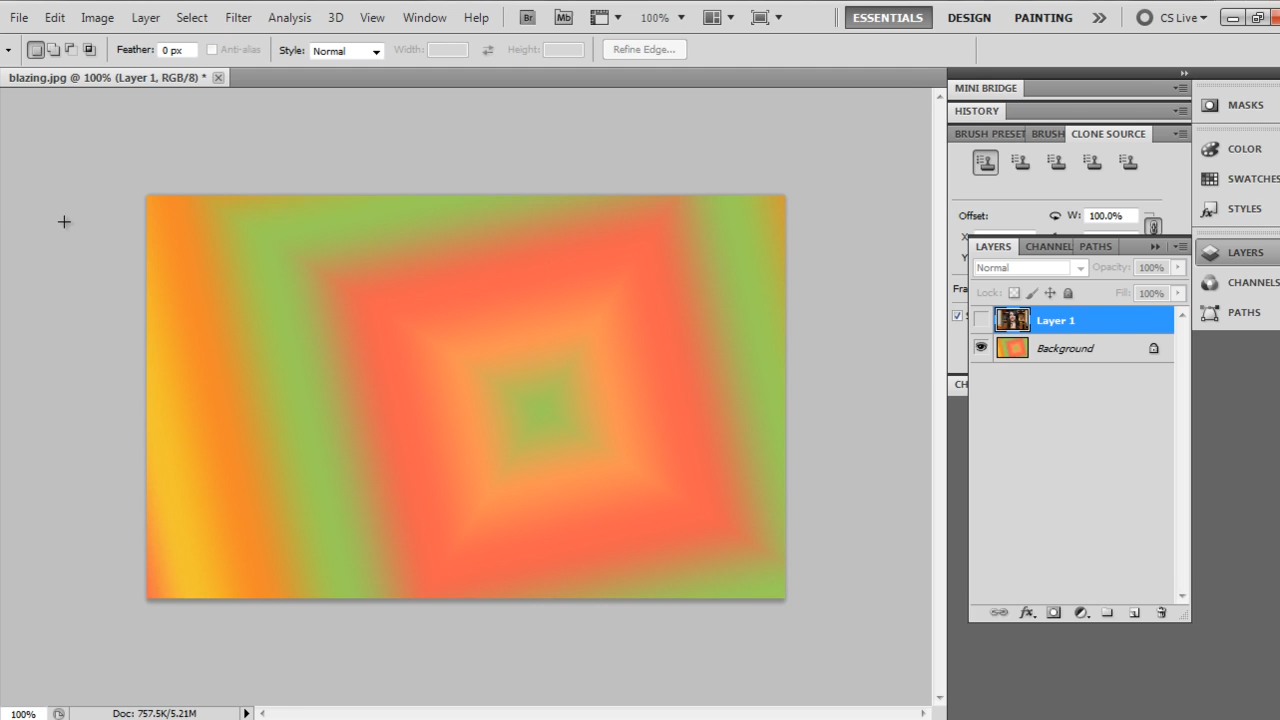 File Edit Image Layer Select Filter Analysis 3D View Window Help Br Mb 100% ESSENTIALS DESIGN PAINTING CS Live
Feather: 0 px Anti-alias Style: Normal Width: Height: Refine Edge...
blazing.jpg @ 100% (Layer 1, RGB/8) *
MINI BRIDGE
HISTORY
BRUSH PRESET BRUSH CLONE SOURCE
Offset: W: 100.0%
X
Y
Fra
LAYERS CHANNEL PATHS
Normal Opacity: 100%
Lock: Fill: 100%
Layer 1
Background
CH
MASKS
COLOR
SWATCHES
STYLES
LAYERS
CHANNELS
PATHS
100% Doc: 757.5K/5.21M